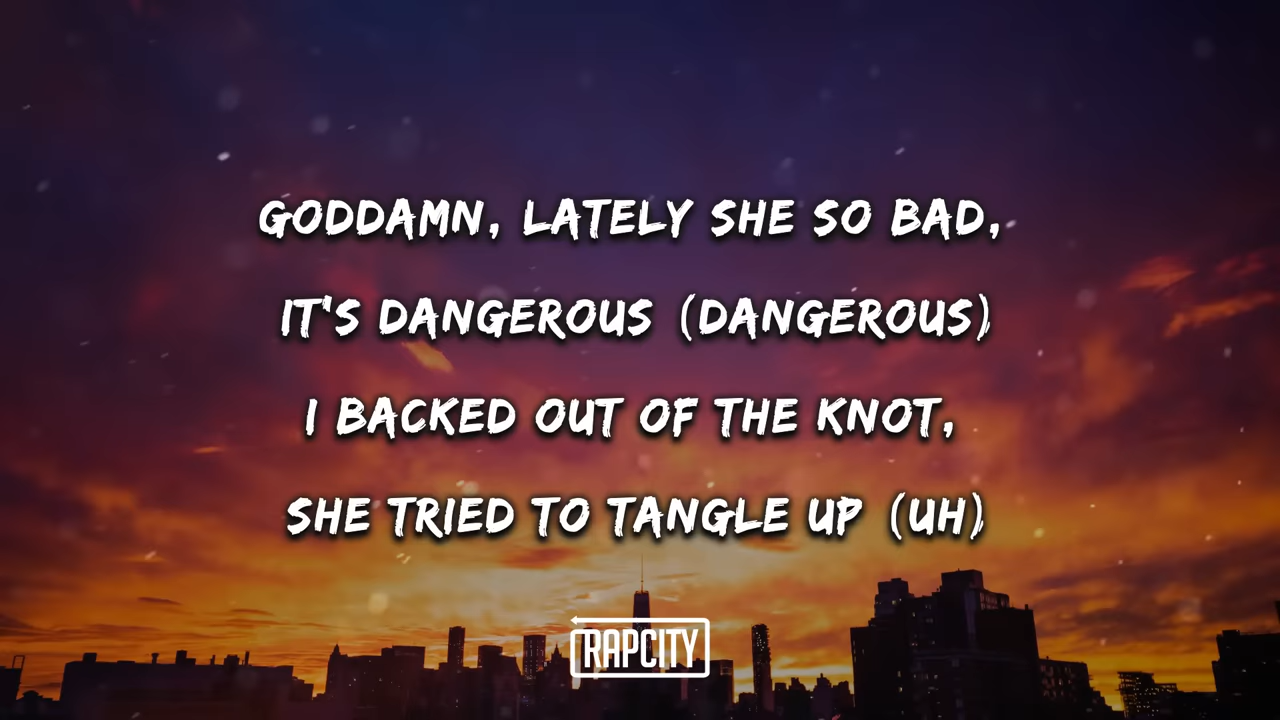 GODDAMN, LATELY SHE SO BAD,
IT'S DANGEROUS (DANGEROUS)
I BACKED OUT OF THE KNOT,
SHE TRIED TO TANGLE UP (UH)
RAPCITY